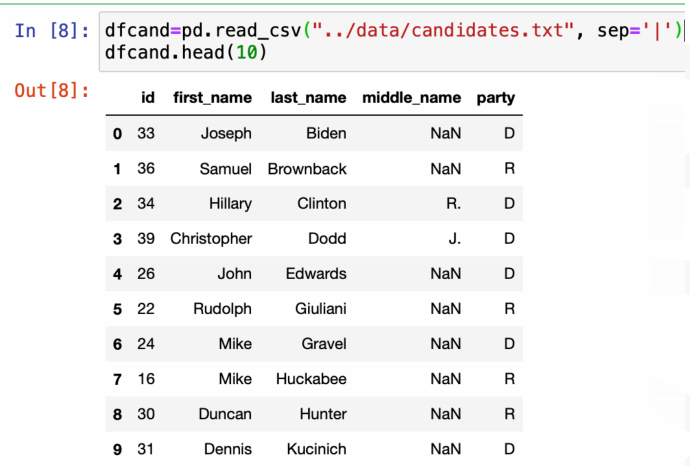 In [8]: dfcand=pd.read_csv("../data/candidates.txt", sep='|')
dfcand.head(10)
Out[8]:
id first_name last_name middle_name party
0 33 Joseph Biden NaN D
1 36 Samuel Brownback NaN R
2 34 Hillary Clinton R. D
3 39 Christopher Dodd J. D
4 26 John Edwards NaN D
5 22 Rudolph Giuliani NaN R
6 24 Mike Gravel NaN D
7 16 Mike Huckabee NaN R
8 30 Duncan Hunter NaN R
9 31 Dennis Kucinich NaN D